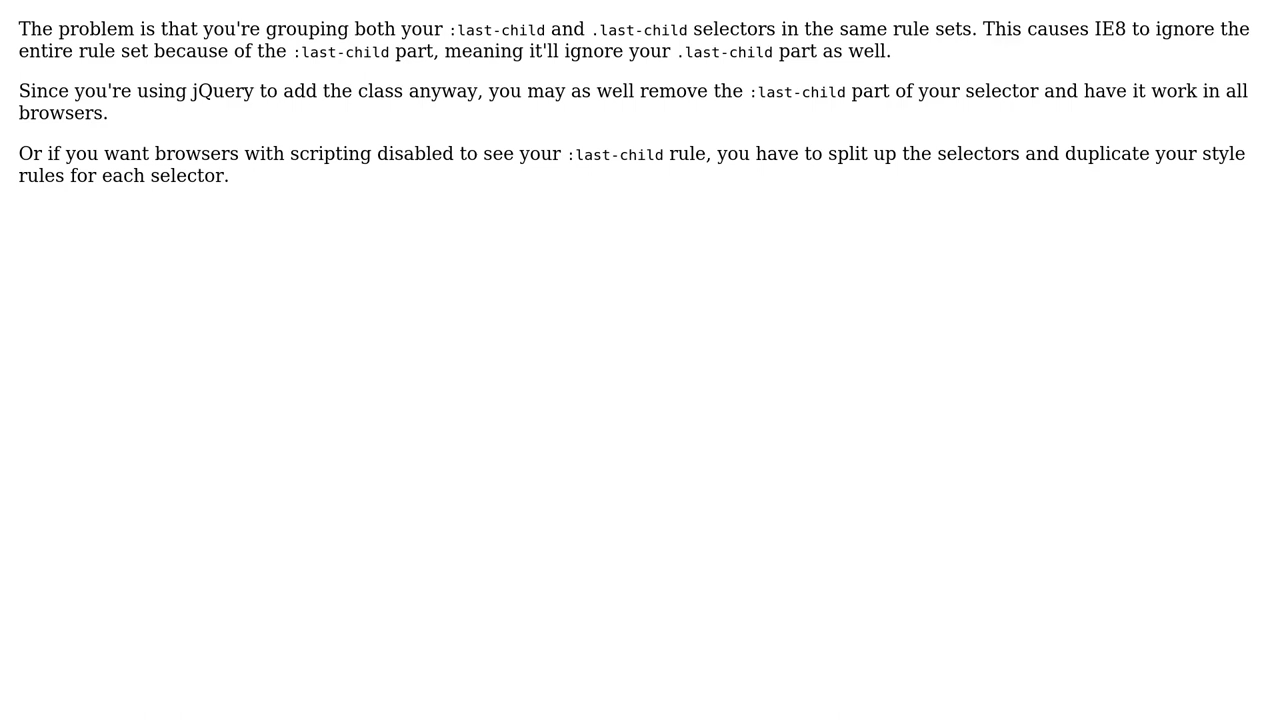 The problem is that you're grouping both your :last-child and .last-child selectors in the same rule sets. This causes IE8 to ignore the
entire rule set because of the :last-child part, meaning it'll ignore your .last-child part as well.
Since you're using jQuery to add the class anyway, you may as well remove the :last-child part of your selector and have it work in all
browsers.
Or if you want browsers with scripting disabled to see your :last-child rule, you have to split up the selectors and duplicate your style
rules for each selector.